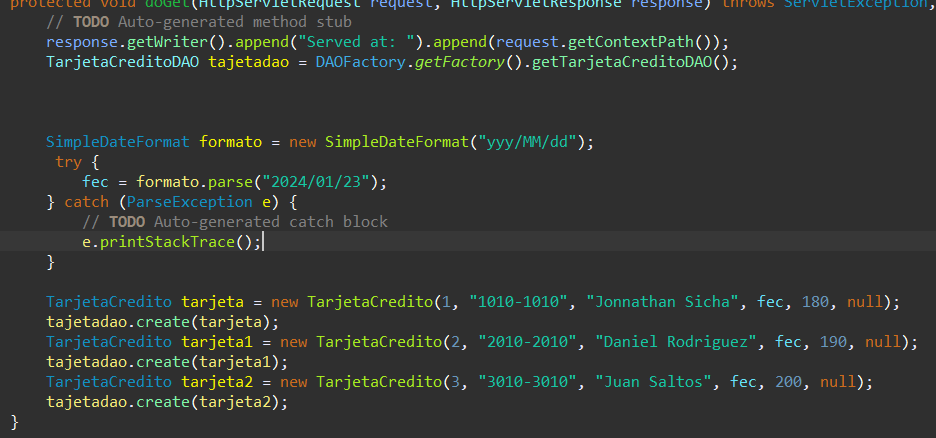 protected void doGet(HttpServletRequest request, HttpServletResponse response) throws ServletException,
// TODO Auto-generated method stub
response.getWriter().append("Served at: ").append(request.getContextPath());
TarjetaCreditoDAO tajetadao = DAOFactory.getFactory().getTarjetaCreditoDAO();
SimpleDateFormat formato = new SimpleDateFormat("yyy/MM/dd");
try {
fec = formato.parse("2024/01/23");
} catch (ParseException e) {
// TODO Auto-generated catch block
e.printStackTrace();
}
TarjetaCredito tarjeta = new TarjetaCredito(1, "1010-1010", "Jonnathan Sicha", fec, 180, null);
tajetadao.create(tarjeta);
TarjetaCredito tarjeta1 = new TarjetaCredito(2, "2010-2010", "Daniel Rodriguez", fec, 190, null);
tajetadao.create(tarjeta1);
TarjetaCredito tarjeta2 = new TarjetaCredito(3, "3010-3010", "Juan Saltos", fec, 200, null);
tajetadao.create(tarjeta2);
}